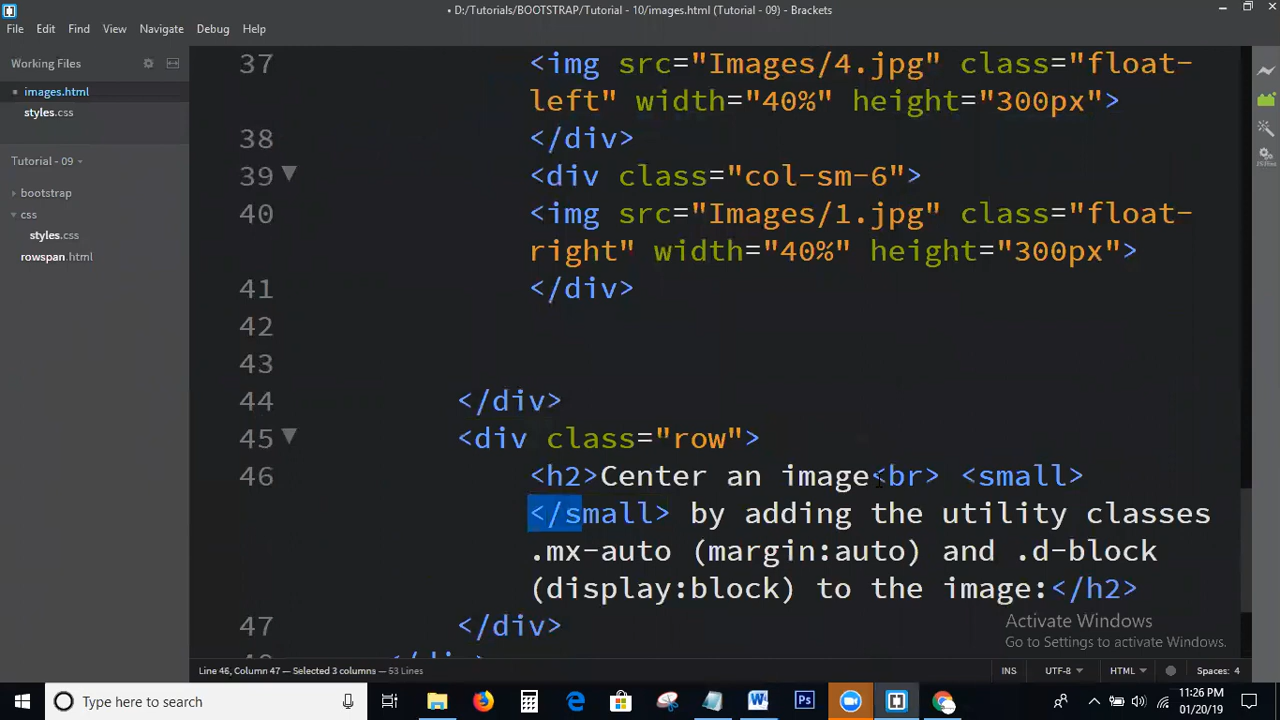 • D:/Tutorials/BOOTSTRAP/Tutorial - 10/images.html (Tutorial - 09) - Brackets
File Edit Find View Navigate Debug Help
Working Files
images.html
styles.css
Tutorial - 09
bootstrap
css
styles.css
rowspan.html
37 <img src="Images/4.jpg" class="float-
left" width="40%" height="300px">
38 </div>
39 <div class="col-sm-6">
40 <img src="Images/1.jpg" class="float-
right" width="40%" height="300px">
41 </div>
42
43
44 </div>
45 <div class="row">
46 <h2>Center an image<br> <small>
</small> by adding the utility classes
.mx-auto (margin:auto) and .d-block
(display:block) to the image:</h2>
47 </div>
Activate Windows
Go to Settings to activate Windows.
Line 46, Column 47 — Selected 3 columns — 53 Lines
INS UTF-8 HTML Spaces: 4
Type here to search
11:26 PM
01/20/19